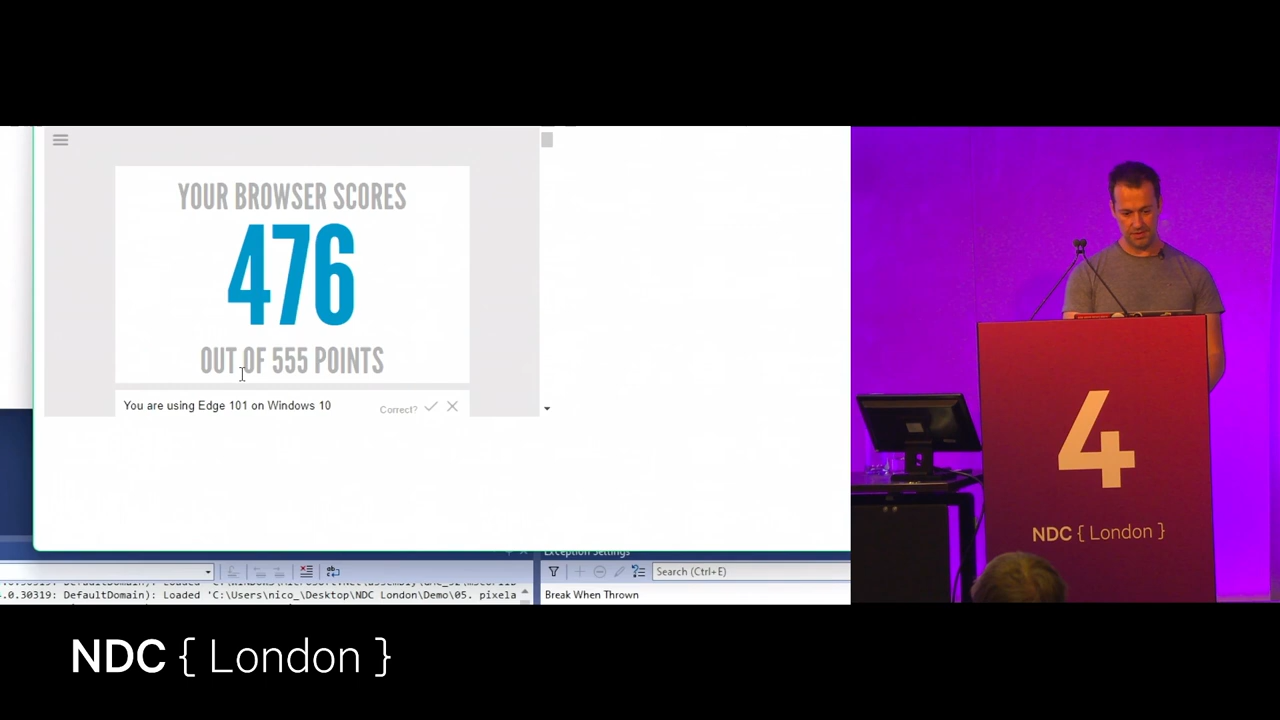 YOUR BROWSER SCORES
476
OUT OF 555 POINTS
You are using Edge 101 on Windows 10
Correct?
Exception Settings
Search (Ctrl+E)
.0.30319: DefaultDomain): Loaded 'C:\Users\nico_\Desktop\NDC London\Demo\05. pixela
Break When Thrown
4
NDC { London }
NDC { London }